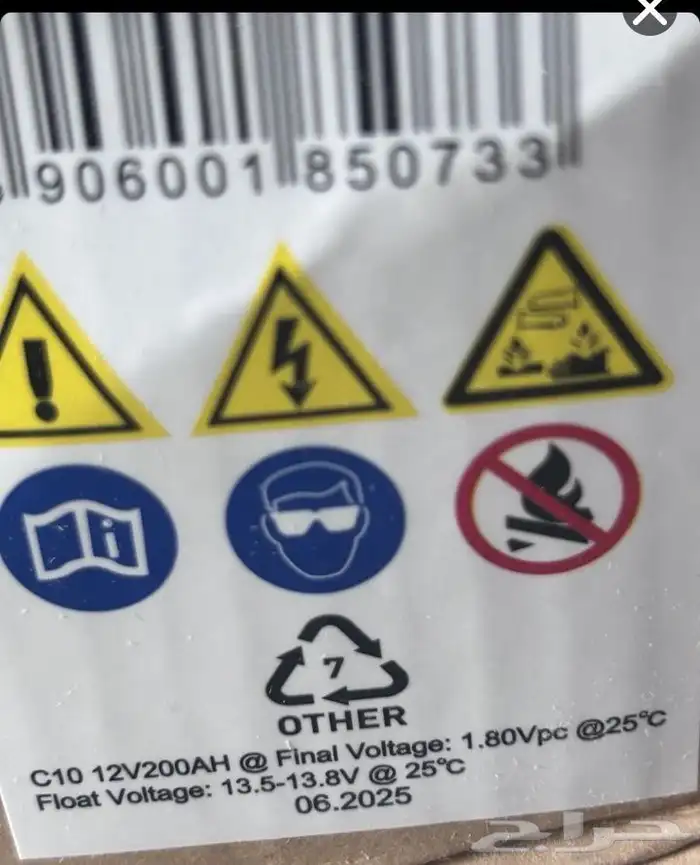 906001 850733
7
OTHER
C10 12V200AH @ Final Voltage: 1.80Vpc @25℃
Float Voltage: 13.5-13.8V @ 25℃
06.2025
حراج